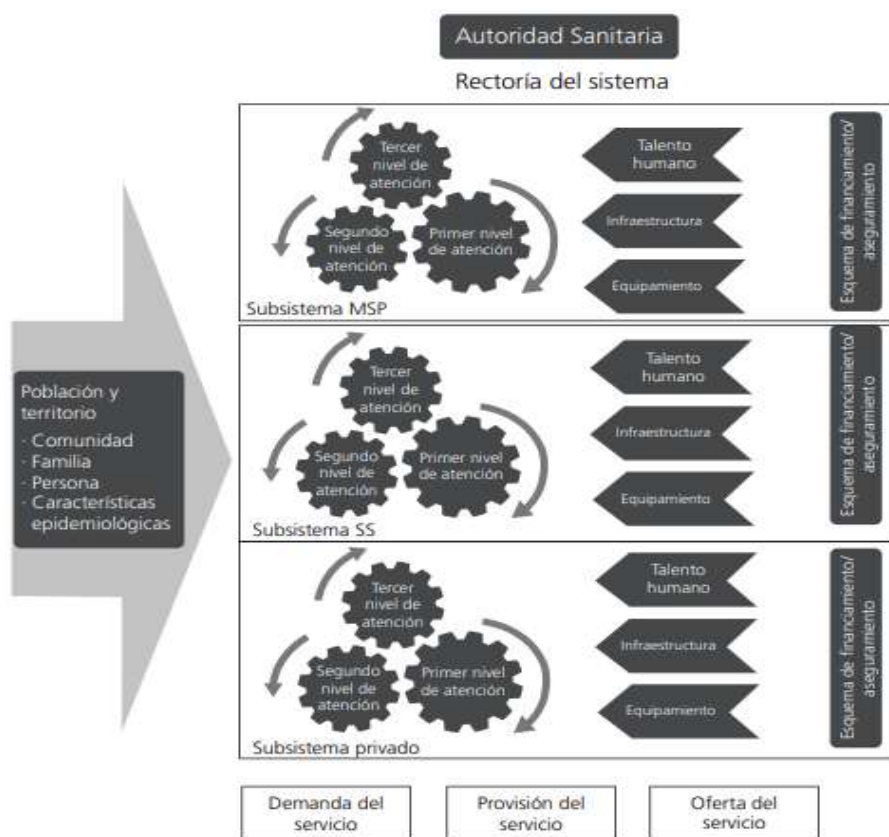 Autoridad Sanitaria
Rectoría del sistema
Tercer
nivel de
atención
Segundo
nivel de
atención
Primer nivel
de atención
Subsistema MSP
Talento
humano
Infraestructura
Equipamiento
Esquema de financiamiento/
aseguramiento
Población y
territorio
· Comunidad
· Familia
· Persona
· Características
epidemiológicas
Tercer
nivel de
atención
Segundo
nivel de
atención
Primer nivel
de atención
Subsistema SS
Talento
humano
Infraestructura
Equipamiento
Esquema de financiamiento/
aseguramiento
Tercer
nivel de
atención
Segundo
nivel de
atención
Primer nivel
de atención
Subsistema privado
Talento
humano
Infraestructura
Equipamiento
Esquema de financiamiento/
aseguramiento
Demanda del
servicio
Provisión del
servicio
Oferta del
servicio